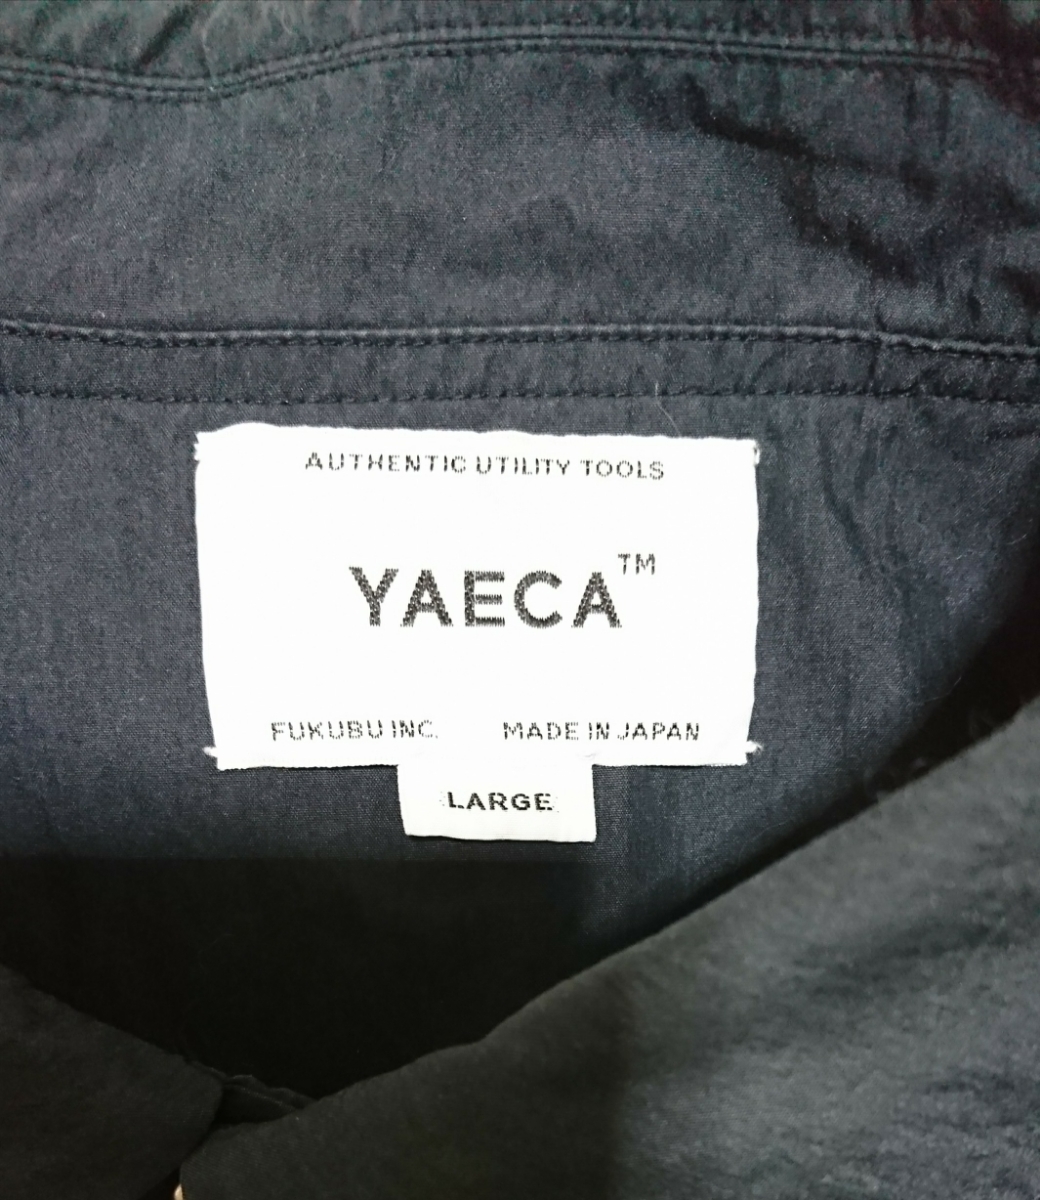 AUTHENTIC UTILITY TOOLS
YAECA™
FUKUBU INC. MADE IN JAPAN
LARGE